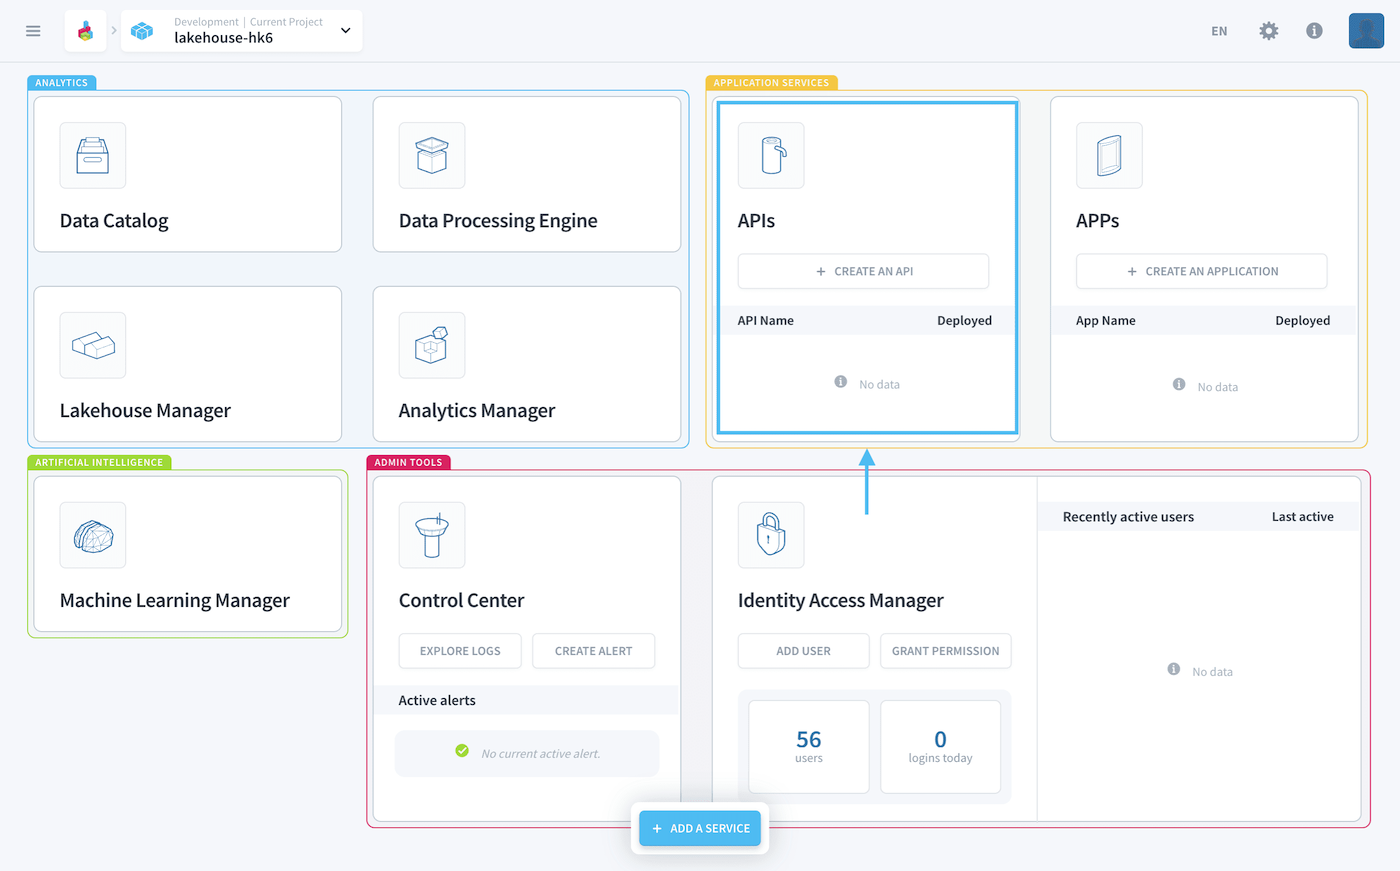 Development | Current Project
lakehouse-hk6
EN
ANALYTICS
Data Catalog
Data Processing Engine
Lakehouse Manager
Analytics Manager
APPLICATION SERVICES
APIs
+ CREATE AN API
API Name Deployed
No data
APPs
+ CREATE AN APPLICATION
App Name Deployed
No data
ARTIFICIAL INTELLIGENCE
Machine Learning Manager
ADMIN TOOLS
Control Center
EXPLORE LOGS
CREATE ALERT
Active alerts
No current active alert.
Identity Access Manager
ADD USER
GRANT PERMISSION
56
users
0
logins today
Recently active users Last active
No data
+ ADD A SERVICE